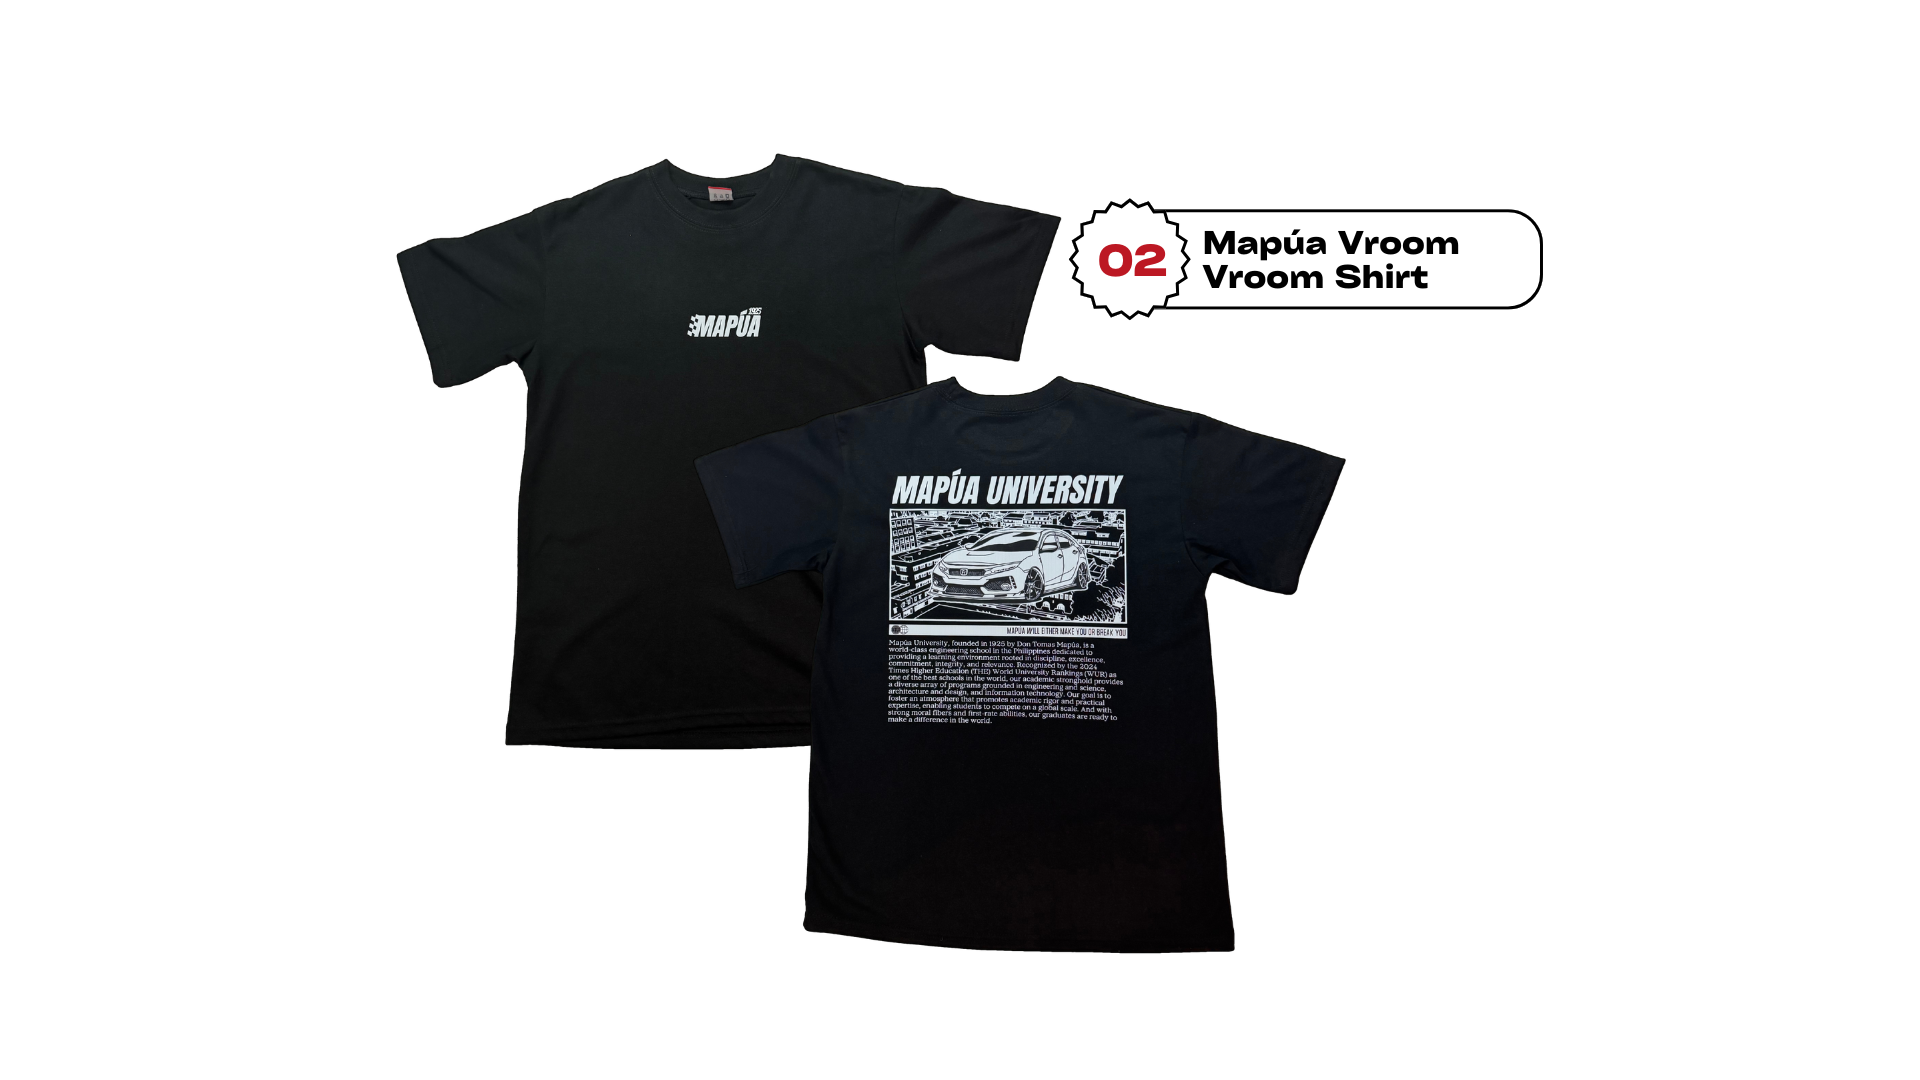 1925
MAPÚA
02
Mapúa Vroom
Vroom Shirt
MAPÚA UNIVERSITY
MAPÚA WILL EITHER MAKE YOU OR BREAK YOU
Mapúa University, founded in 1925 by Don Tomas Mapúa, is a
world-class engineering school in the Philippines dedicated to
providing a learning environment rooted in discipline, excellence,
commitment, integrity, and relevance. Recognized by the 2024
Times Higher Education (THE) World University Rankings (WUR) as
one of the best schools in the world, our academic stronghold provides
a diverse array of programs grounded in engineering and science,
architecture and design, and information technology. Our goal is to
foster an atmosphere that promotes academic rigor and practical
expertise, enabling students to compete on a global scale. And with
strong moral fibers and first-rate abilities, our graduates are ready to
make a difference in the world.